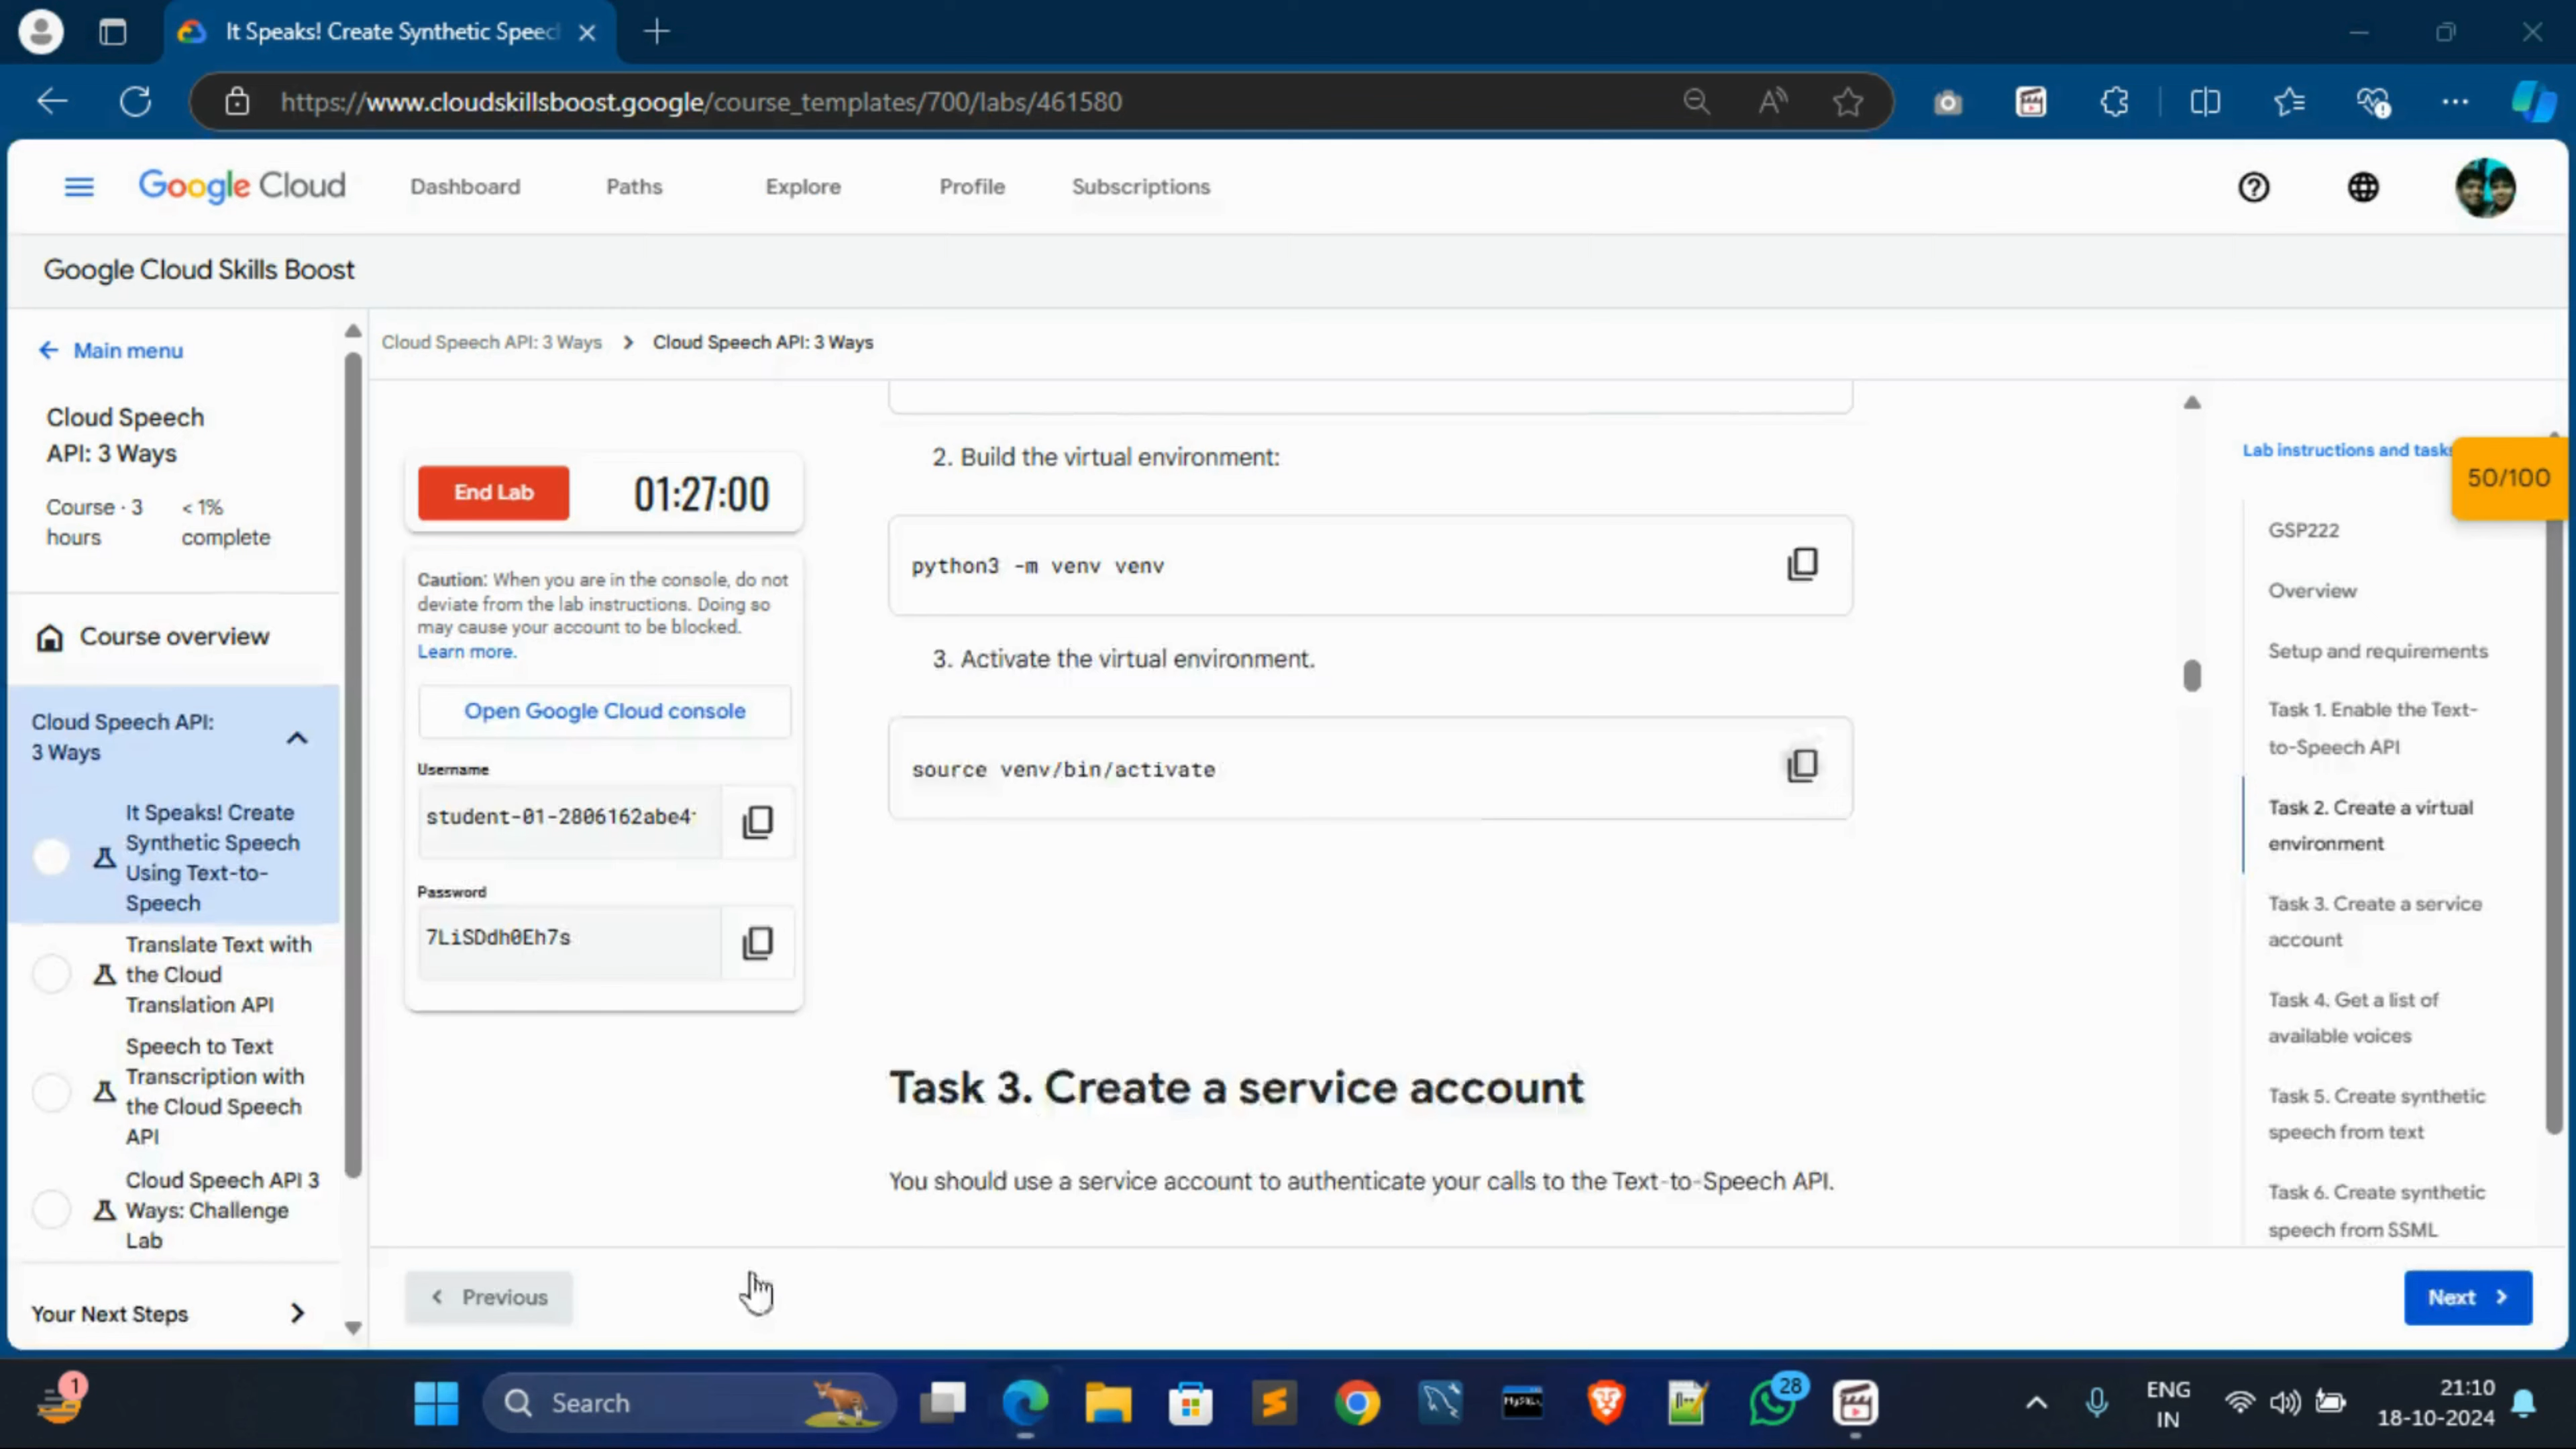 It Speaks! Create Synthetic Speec
https://www.cloudskillsboost.google/course_templates/700/labs/461580
Google Cloud
Dashboard
Paths
Explore
Profile
Subscriptions
Google Cloud Skills Boost
Main menu
Cloud Speech
API: 3 Ways
Course · 3
hours
< 1%
complete
Course overview
Cloud Speech API:
3 Ways
It Speaks! Create
Synthetic Speech
Using Text-to-
Speech
Translate Text with
the Cloud
Translation API
Speech to Text
Transcription with
the Cloud Speech
API
Cloud Speech API 3
Ways: Challenge
Lab
Your Next Steps
Cloud Speech API: 3 Ways > Cloud Speech API: 3 Ways
End Lab
01:27:00
Caution: When you are in the console, do not
deviate from the lab instructions. Doing so
may cause your account to be blocked.
Learn more.
Open Google Cloud console
Username
student-01-2806162abe4
Password
7LiSDdh0Eh7s
2. Build the virtual environment:
python3 -m venv venv
3. Activate the virtual environment.
source venv/bin/activate
Task 3. Create a service account
You should use a service account to authenticate your calls to the Text-to-Speech API.
Lab instructions and tasks
50/100
GSP222
Overview
Setup and requirements
Task 1. Enable the Text-
to-Speech API
Task 2. Create a virtual
environment
Task 3. Create a service
account
Task 4. Get a list of
available voices
Task 5. Create synthetic
speech from text
Task 6. Create synthetic
speech from SSML
Previous
Next
1
Search
28
ENG
IN
21:10
18-10-2024